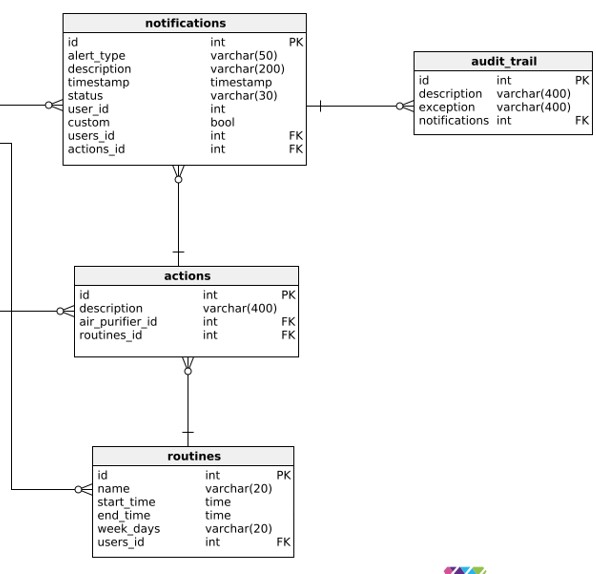 notifications
id int PK
alert_type varchar(50)
description varchar(200)
timestamp timestamp
status varchar(30)
user_id int
custom bool
users_id int FK
actions_id int FK
audit_trail
id int PK
description varchar(400)
exception varchar(400)
notifications int FK
actions
id int PK
description varchar(400)
air_purifier_id int FK
routines_id int FK
routines
id int PK
name varchar(20)
start_time time
end_time time
week_days varchar(20)
users_id int FK